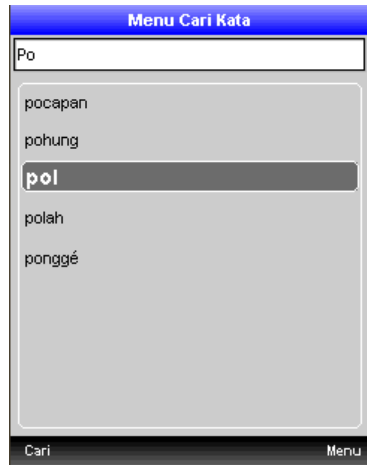 Menu Cari Kata
Po
pocapan
pohung
pol
polah
ponggé
Cari Menu